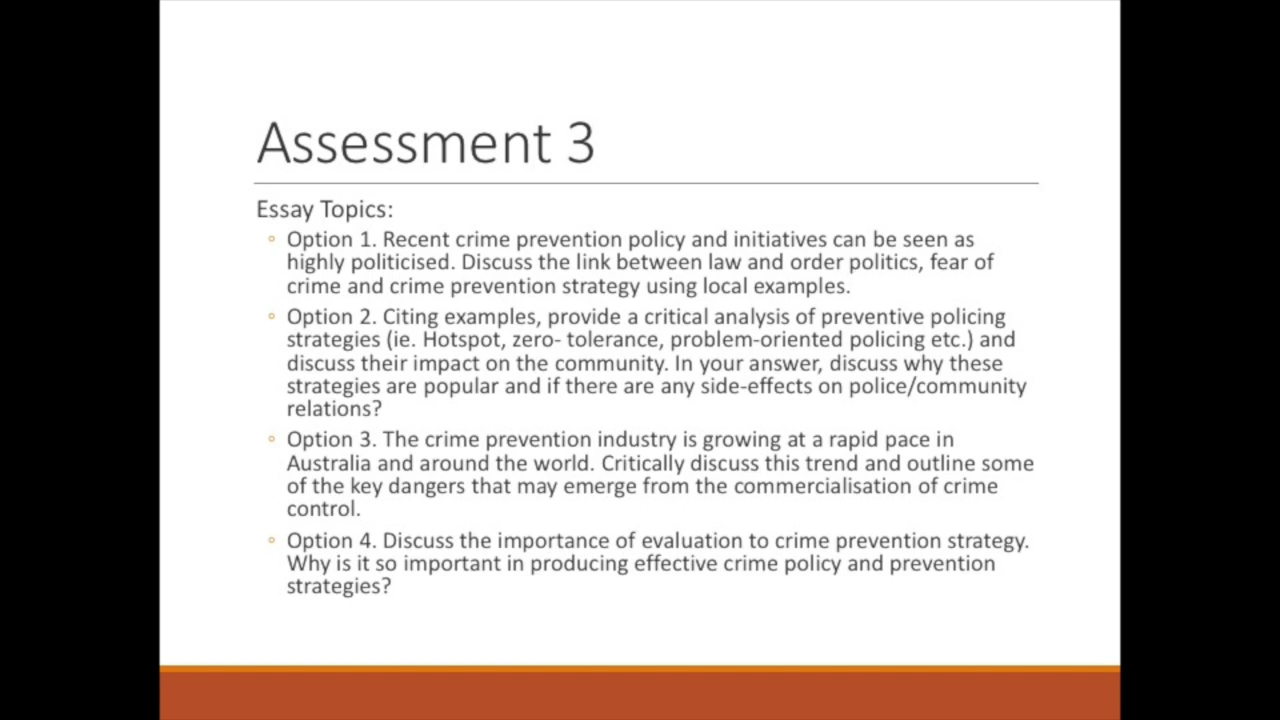 Assessment 3
Essay Topics:
◦ Option 1. Recent crime prevention policy and initiatives can be seen as
highly politicised. Discuss the link between law and order politics, fear of
crime and crime prevention strategy using local examples.
◦ Option 2. Citing examples, provide a critical analysis of preventive policing
strategies (ie. Hotspot, zero- tolerance, problem-oriented policing etc.) and
discuss their impact on the community. In your answer, discuss why these
strategies are popular and if there are any side-effects on police/community
relations?
◦ Option 3. The crime prevention industry is growing at a rapid pace in
Australia and around the world. Critically discuss this trend and outline some
of the key dangers that may emerge from the commercialisation of crime
control.
◦ Option 4. Discuss the importance of evaluation to crime prevention strategy.
Why is it so important in producing effective crime policy and prevention
strategies?